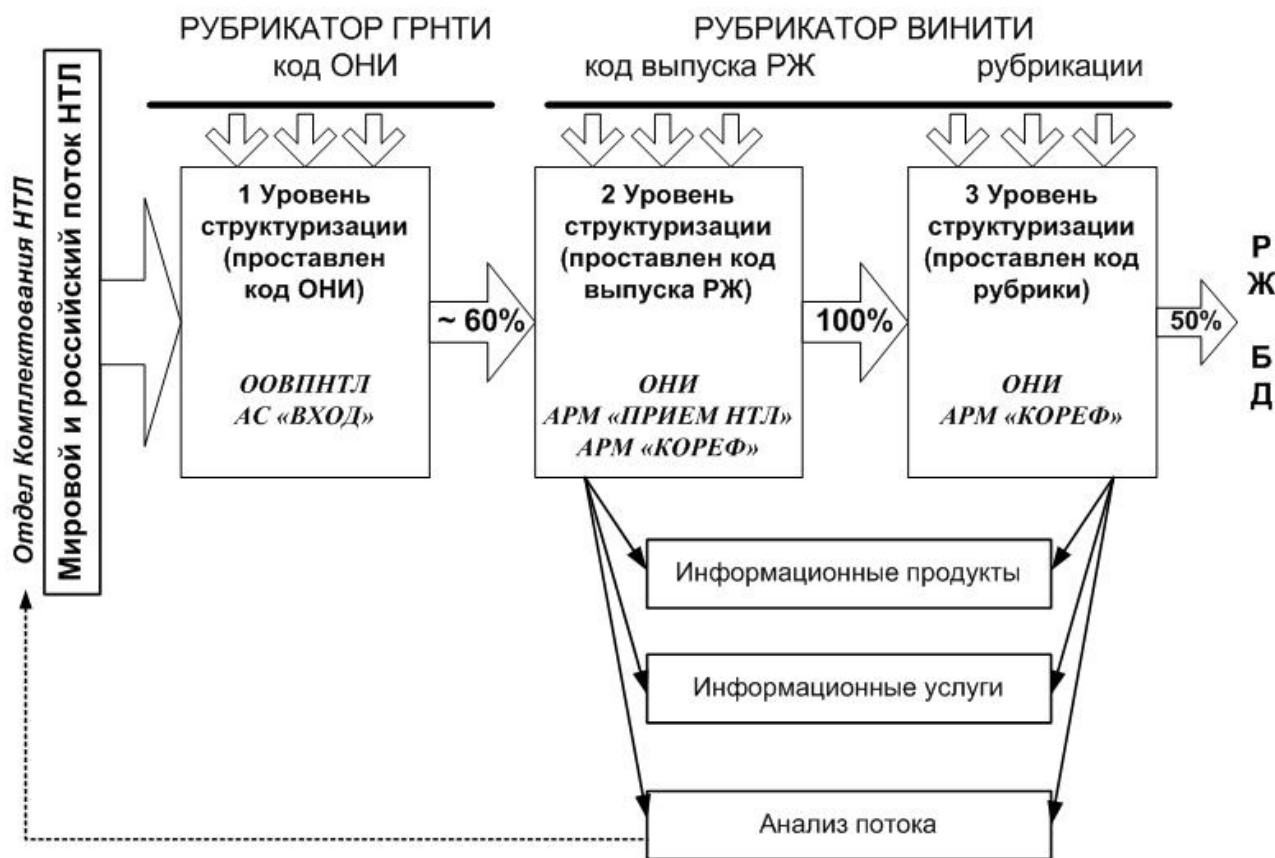 РУБРИКАТОР ГРНТИ
код ОНИ
РУБРИКАТОР ВИНИТИ
код выпуска РЖ
рубрикации
Отдел Комплектования НТЛ
Мировой и российский поток НТЛ
1 Уровень
структуризации
(проставлен
код ОНИ)
ООВПНТЛ
АС «ВХОД»
~ 60%
2 Уровень
структуризации
(проставлен код
выпуска РЖ)
ОНИ
АРМ «ПРИЕМ НТЛ»
АРМ «КОРЕФ»
100%
3 Уровень
структуризации
(проставлен код
рубрики)
ОНИ
АРМ «КОРЕФ»
50%
РЖ
БД
Информационные продукты
Информационные услуги
Анализ потока